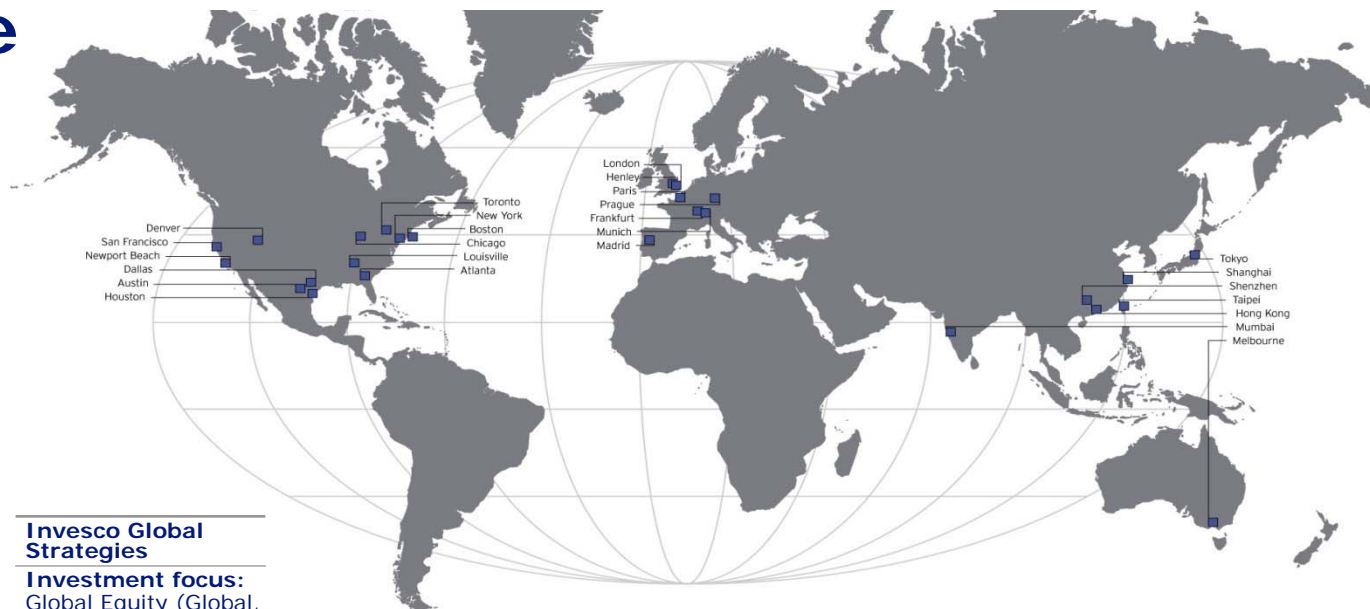 e
Denver
San Francisco
Newport Beach
Dallas
Austin
Houston
Toronto
New York
Boston
Chicago
Louisville
Atlanta
London
Henley
Paris
Prague
Frankfurt
Munich
Madrid
Tokyo
Shanghai
Shenzhen
Taipei
Hong Kong
Mumbai
Melbourne
Invesco Global
Strategies
Investment focus:
Global Equity (Global,